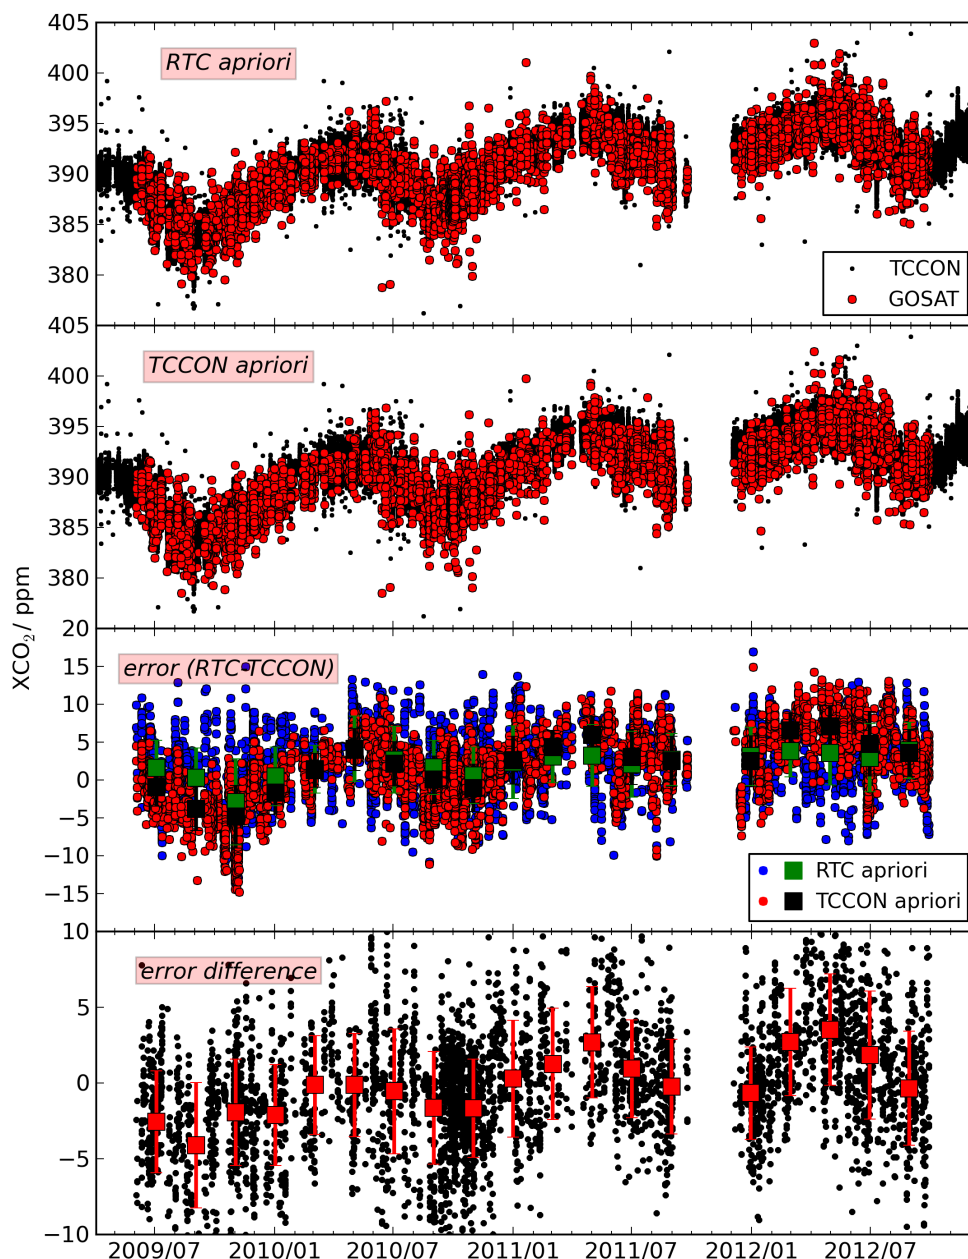 405
RTC apriori
400
395
390
385
380
TCCON
GOSAT
405
TCCON apriori
400
395
390
385
380
XCO2 / ppm
20
error (RTC-TCCON)
15
10
5
0
−5
−10
−15
RTC apriori
TCCON apriori
10
error difference
5
0
−5
−10
2009/07 2010/01 2010/07 2011/01 2011/07 2012/01 2012/07